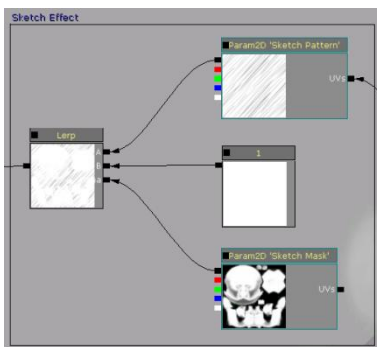 Sketch Effect
Param2D 'Sketch Pattern'
UVs
Lerp
A
B
1
Param2D 'Sketch Mask'
UVs